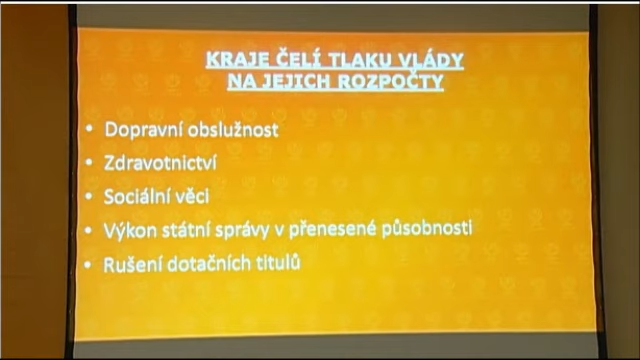 KRAJE ČELÍ TLAKU VLÁDY
NA JEJICH ROZPOČTY
• Dopravní obslužnost
• Zdravotnictví
• Sociální věci
• Výkon státní správy v přenesené působnosti
• Rušení dotačních titulů